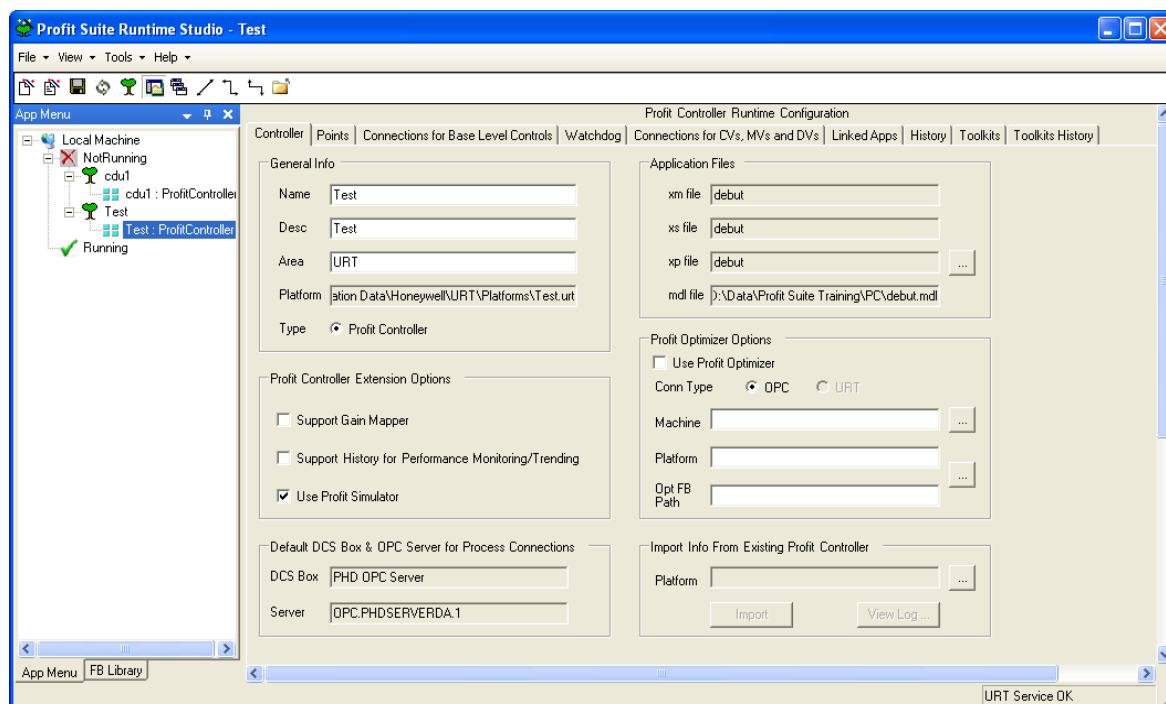 Profit Suite Runtime Studio - Test
File View Tools Help
App Menu
Local Machine
NotRunning
cdu1
cdu1 : ProfitController
Test
Test : ProfitController
Running
App Menu FB Library
Profit Controller Runtime Configuration
Controller Points Connections for Base Level Controls Watchdog Connections for CVs, MVs and DVs Linked Apps History Toolkits Toolkits History
General Info
Name Test
Desc Test
Area URT
Platform ation Data\Honeywell\URT\Platforms\Test.urt
Type Profit Controller
Profit Controller Extension Options
Support Gain Mapper
Support History for Performance Monitoring/Trending
Use Profit Simulator
Default DCS Box & OPC Server for Process Connections
DCS Box PHD OPC Server
Server OPC.PHDSERVERDA.1
Application Files
xm file debut
xs file debut
xp file debut ...
mdl file D:\Data\Profit Suite Training\PC\debut.mdl
Profit Optimizer Options
Use Profit Optimizer
Conn Type OPC URT
Machine ...
Platform
...
Opt FB
Path
Import Info From Existing Profit Controller
Platform ...
Import View Log ...
URT Service OK